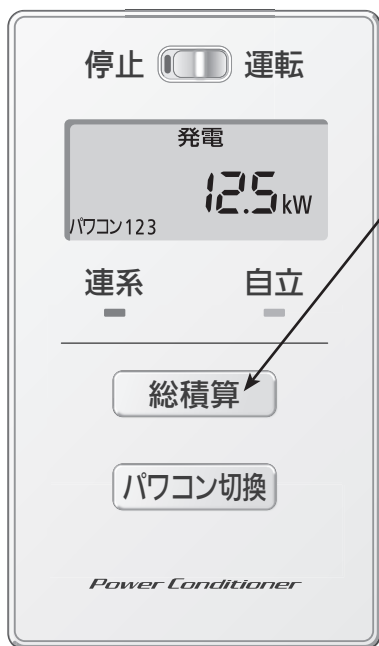 停止 運転
発電
12.5kW
パワコン123
連系 自立
総積算
パワコン切換
Power Conditioner